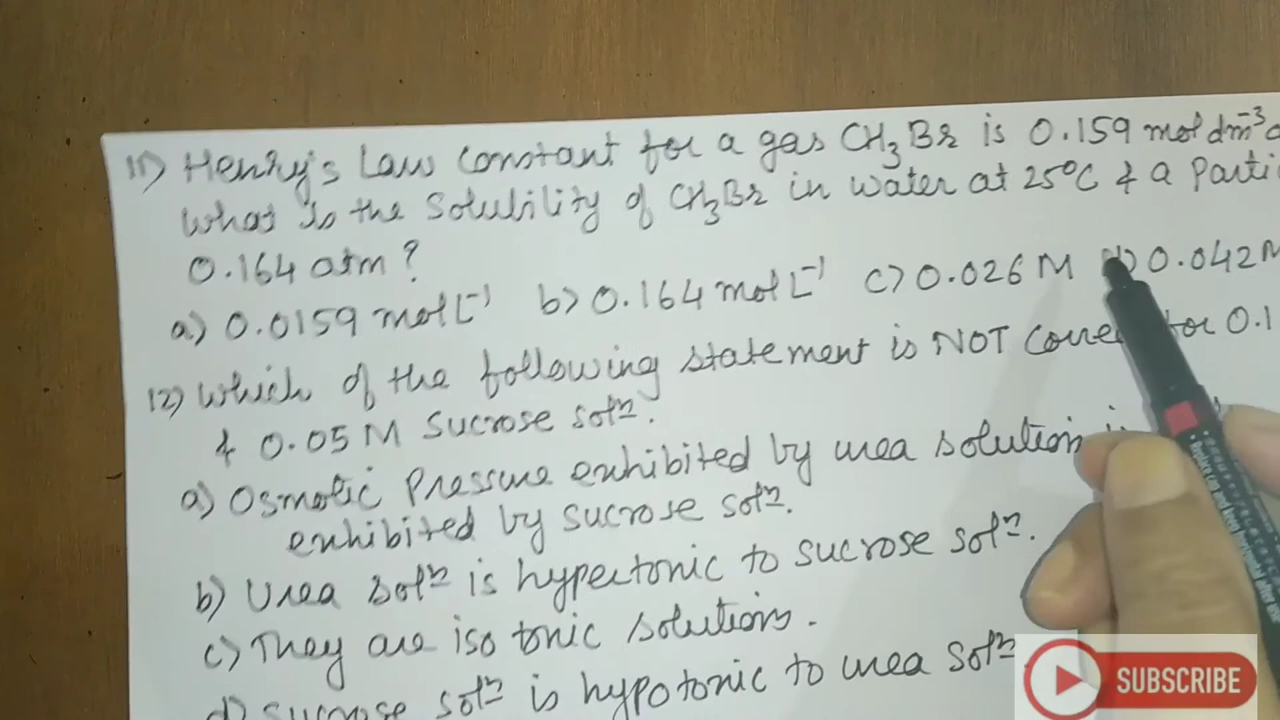 11) Henry's Law constant for a gas CH₃Br is 0.159 mol dm⁻³
What is the solubility of CH₃Br in water at 25°C & a Parti
0.164 atm ?
a) 0.0159 mol L⁻¹ b) 0.164 mol L⁻¹ c) 0.026 M d) 0.042 M
12) Which of the following statement is NOT for 0.1
& 0.05 M sucrose solⁿ.
a) Osmotic Pressure exhibited by urea solution
exhibited by sucrose solⁿ.
b) Urea solⁿ is hypertonic to sucrose solⁿ.
c) They are iso tonic solutions.
d) sucrose solⁿ is hypotonic to urea solⁿ
SUBSCRIBE